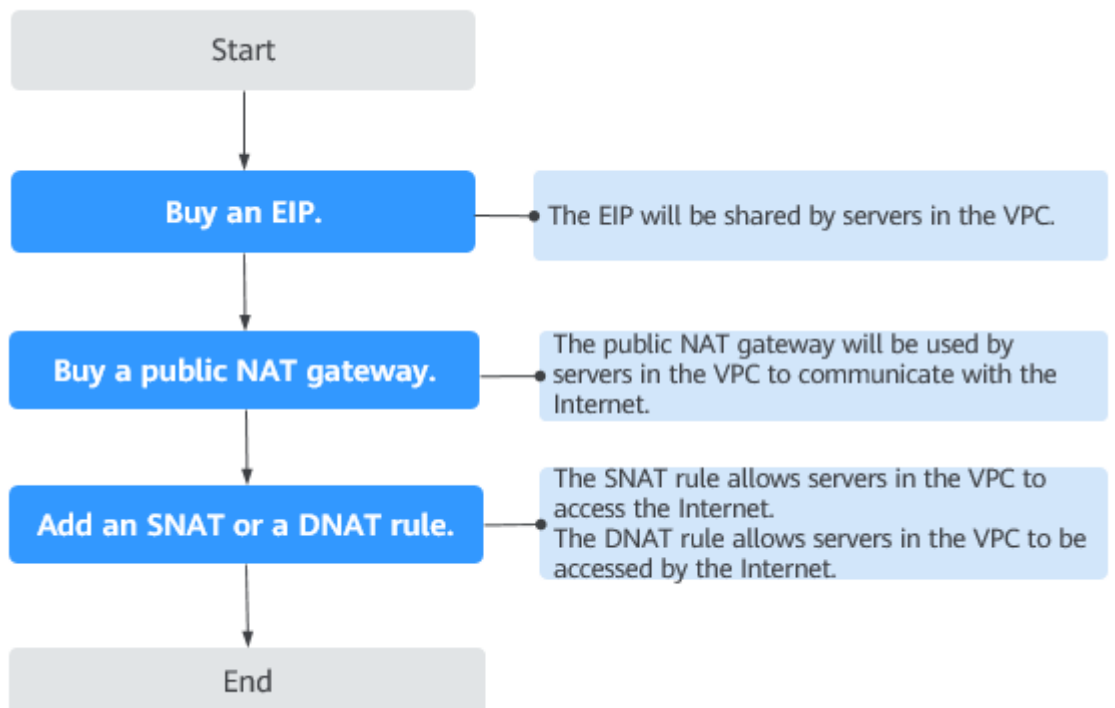 Start
Buy an EIP.
The EIP will be shared by servers in the VPC.
Buy a public NAT gateway.
The public NAT gateway will be used by
servers in the VPC to communicate with the
Internet.
Add an SNAT or a DNAT rule.
The SNAT rule allows servers in the VPC to
access the Internet.
The DNAT rule allows servers in the VPC to be
accessed by the Internet.
End